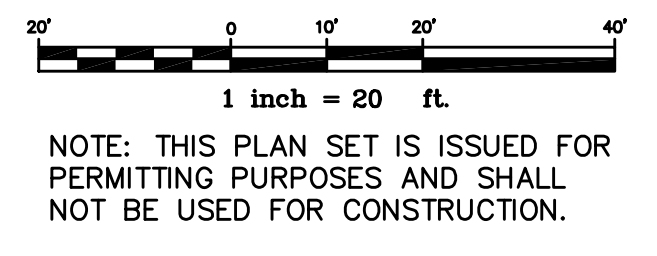 20' 0 10' 20' 40'
1 inch = 20 ft.
NOTE: THIS PLAN SET IS ISSUED FOR
PERMITTING PURPOSES AND SHALL
NOT BE USED FOR CONSTRUCTION.